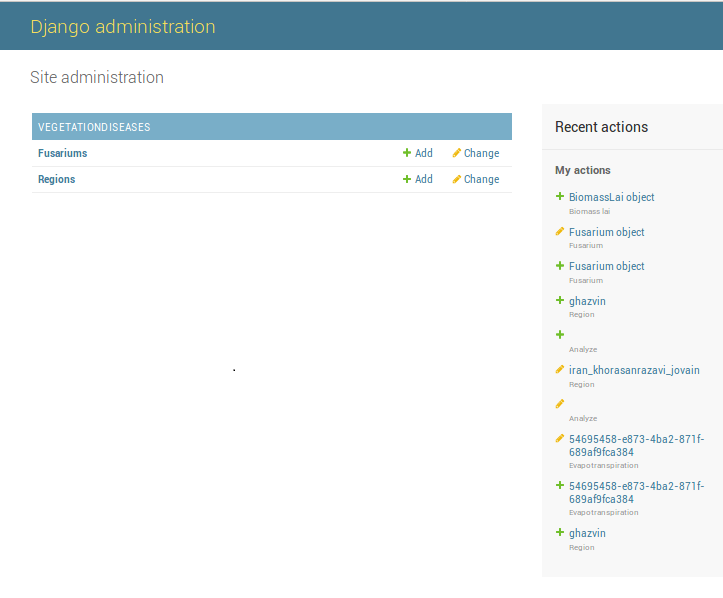 Django administration
Site administration
VEGETATIONDISEASES
Fusariums Add Change
Regions Add Change
Recent actions
My actions
BiomassLai object
Biomass lai
Fusarium object
Fusarium
Fusarium object
Fusarium
ghazvin
Region
Analyze
iran_khorasanrazavi_jovain
Region
Analyze
54695458-e873-4ba2-871f-
689af9fca384
Evapotranspiration
54695458-e873-4ba2-871f-
689af9fca384
Evapotranspiration
ghazvin
Region